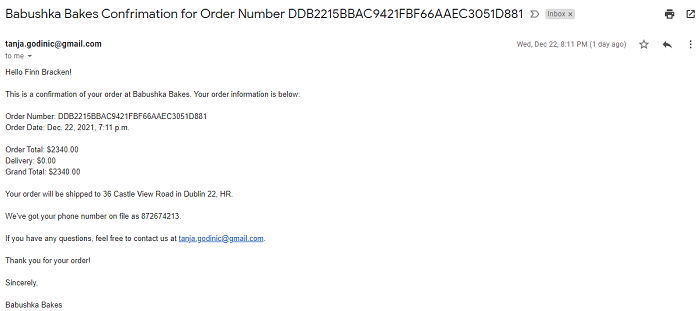 Babushka Bakes Confrimation for Order Number DDB2215BBAC9421FBF66AAEC3051D881
Inbox x
tanja.godinic@gmail.com
Wed, Dec 22, 8:11 PM (1 day ago)
to me
Hello Finn Bracken!
This is a confirmation of your order at Babushka Bakes. Your order information is below:
Order Number: DDB2215BBAC9421FBF66AAEC3051D881
Order Date: Dec. 22, 2021, 7:11 p.m.
Order Total: $2340.00
Delivery: $0.00
Grand Total: $2340.00
Your order will be shipped to 36 Castle View Road in Dublin 22, HR.
We've got your phone number on file as 872674213.
If you have any questions, feel free to contact us at tanja.godinic@gmail.com.
Thank you for your order!
Sincerely,
Babushka Bakes